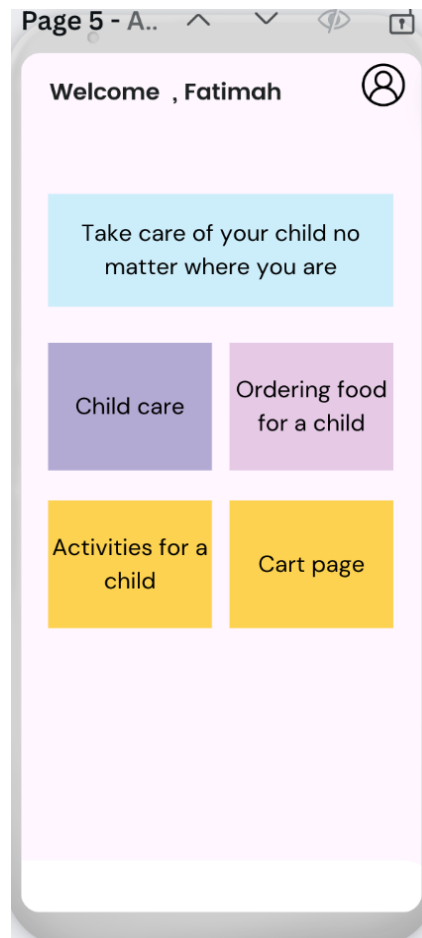 Page 5 - A..
Welcome , Fatimah
Take care of your child no
matter where you are
Child care
Ordering food
for a child
Activities for a
child
Cart page